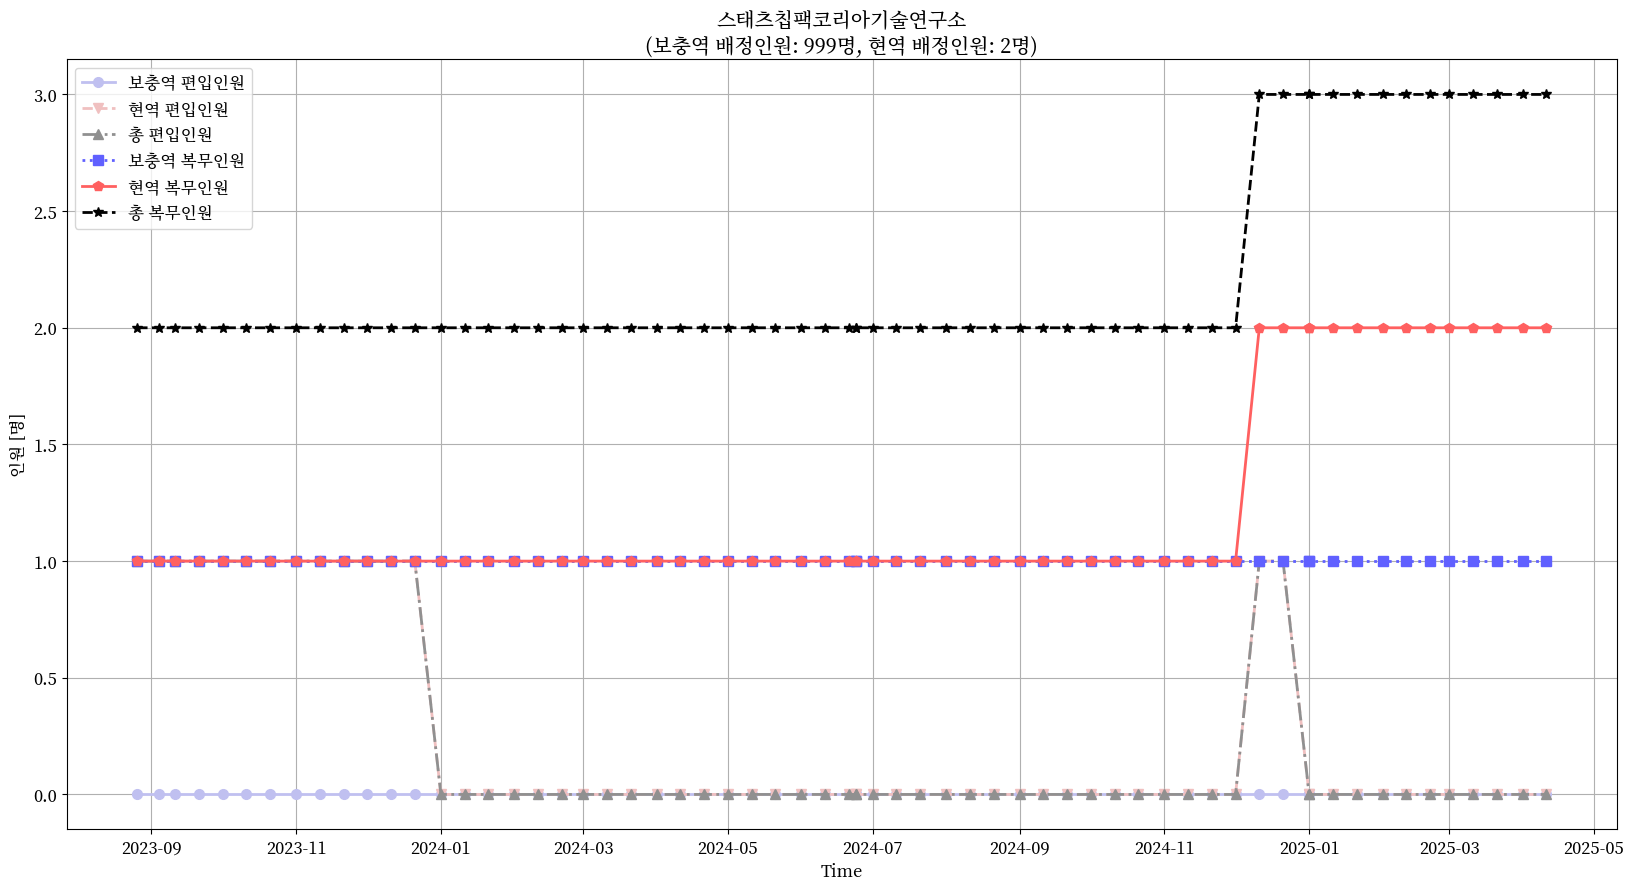 스태츠칩팩코리아기술연구소
(보충역 배정인원: 999명, 현역 배정인원: 2명)
보충역 편입인원
현역 편입인원
총 편입인원
보충역 복무인원
현역 복무인원
총 복무인원
3.0
2.5
2.0
1.5
1.0
0.5
0.0
인원 [명]
2023-09 2023-11 2024-01 2024-03 2024-05 2024-07 2024-09 2024-11 2025-01 2025-03 2025-05
Time